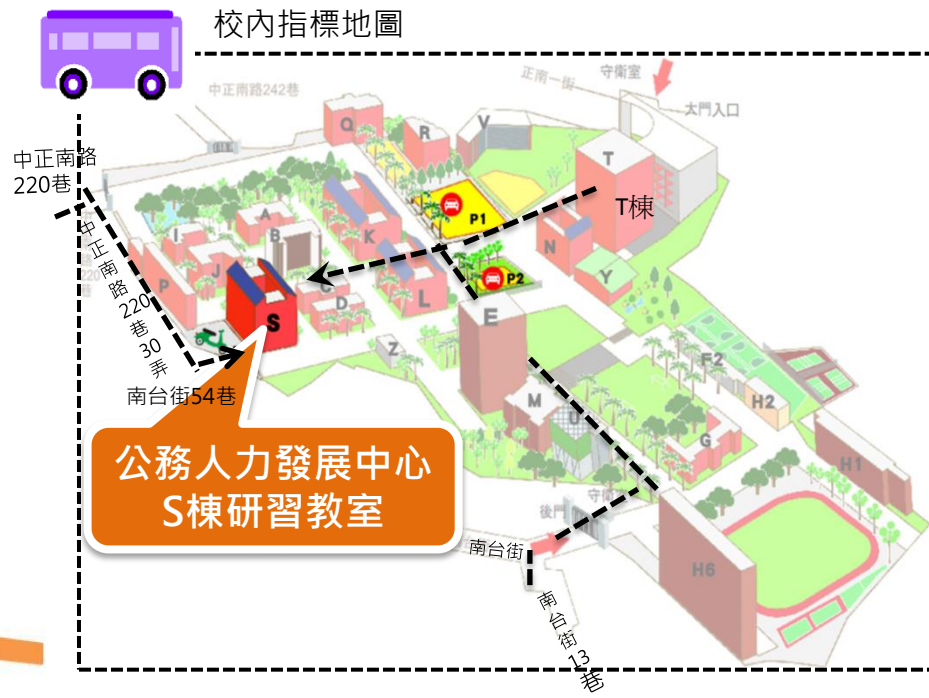 校內指標地圖
中正南路242巷
正南一街
守衛室
大門入口
中正南路
220巷
Q
R
V
T
T棟
P1
A
I
B
K
N
J
P
C
D
L
P2
Y
S
E
Z
中正南路220巷30弄
南台街54巷
F2
H2
M
U
G
H1
公務人力發展中心
S棟研習教室
守衛
後門
南台街
H6
南台街13巷